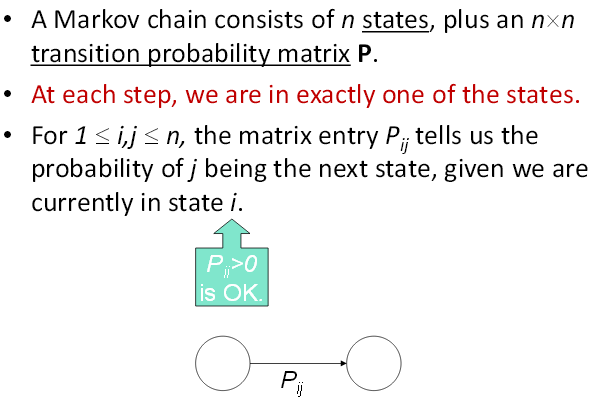 • A Markov chain consists of n states, plus an n×n
transition probability matrix P.
• At each step, we are in exactly one of the states.
• For 1 ≤ i,j ≤ n, the matrix entry Pij tells us the
probability of j being the next state, given we are
currently in state i.
Pii>0
is OK.
Pij